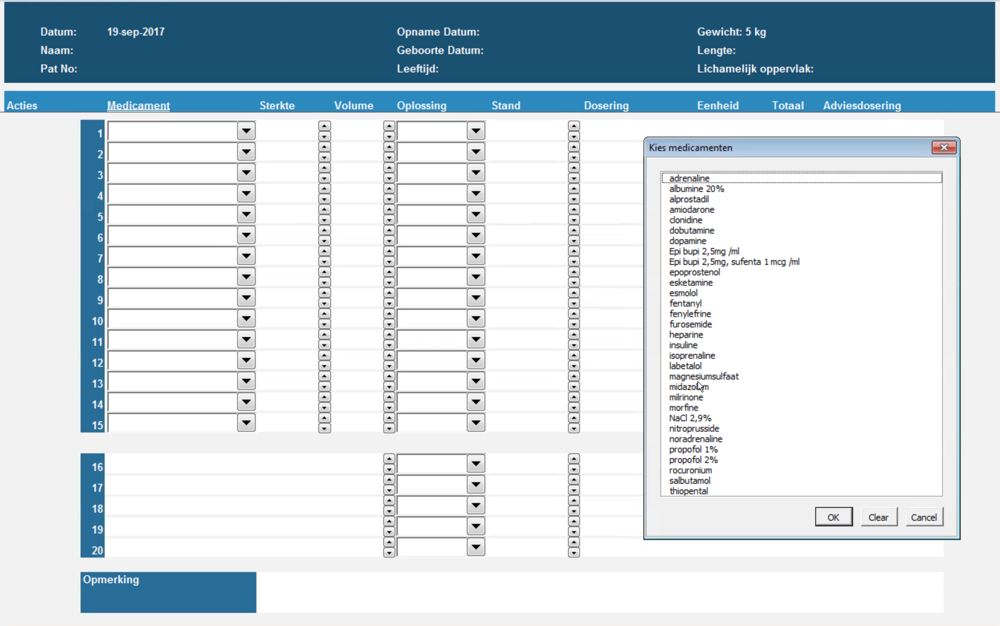 Datum: 19-sep-2017 Opname Datum: Gewicht: 5 kg
Naam: Geboorte Datum: Lengte:
Pat No: Leeftijd: Lichamelijk oppervlak:
Acties Medicament Sterkte Volume Oplossing Stand Dosering Eenheid Totaal Adviesdosering
1
2
3
4
5
6
7
8
9
10
11
12
13
14
15
16
17
18
19
20
Opmerking
Kies medicamenten
adrenaline
albumine 20%
alprostadil
amiodarone
clonidine
dobutamine
dopamine
Epi bupi 2,5mg /ml
Epi bupi 2,5mg, sufenta 1 mcg /ml
epoprostenol
esketamine
esmolol
fentanyl
fenylefrine
furosemide
heparine
insuline
isoprenaline
labetalol
magnesiumsulfaat
midazolam
milrinone
morfine
NaCl 2,9%
nitroprusside
noradrenaline
propofol 1%
propofol 2%
rocuronium
salbutamol
thiopental
OK Clear Cancel